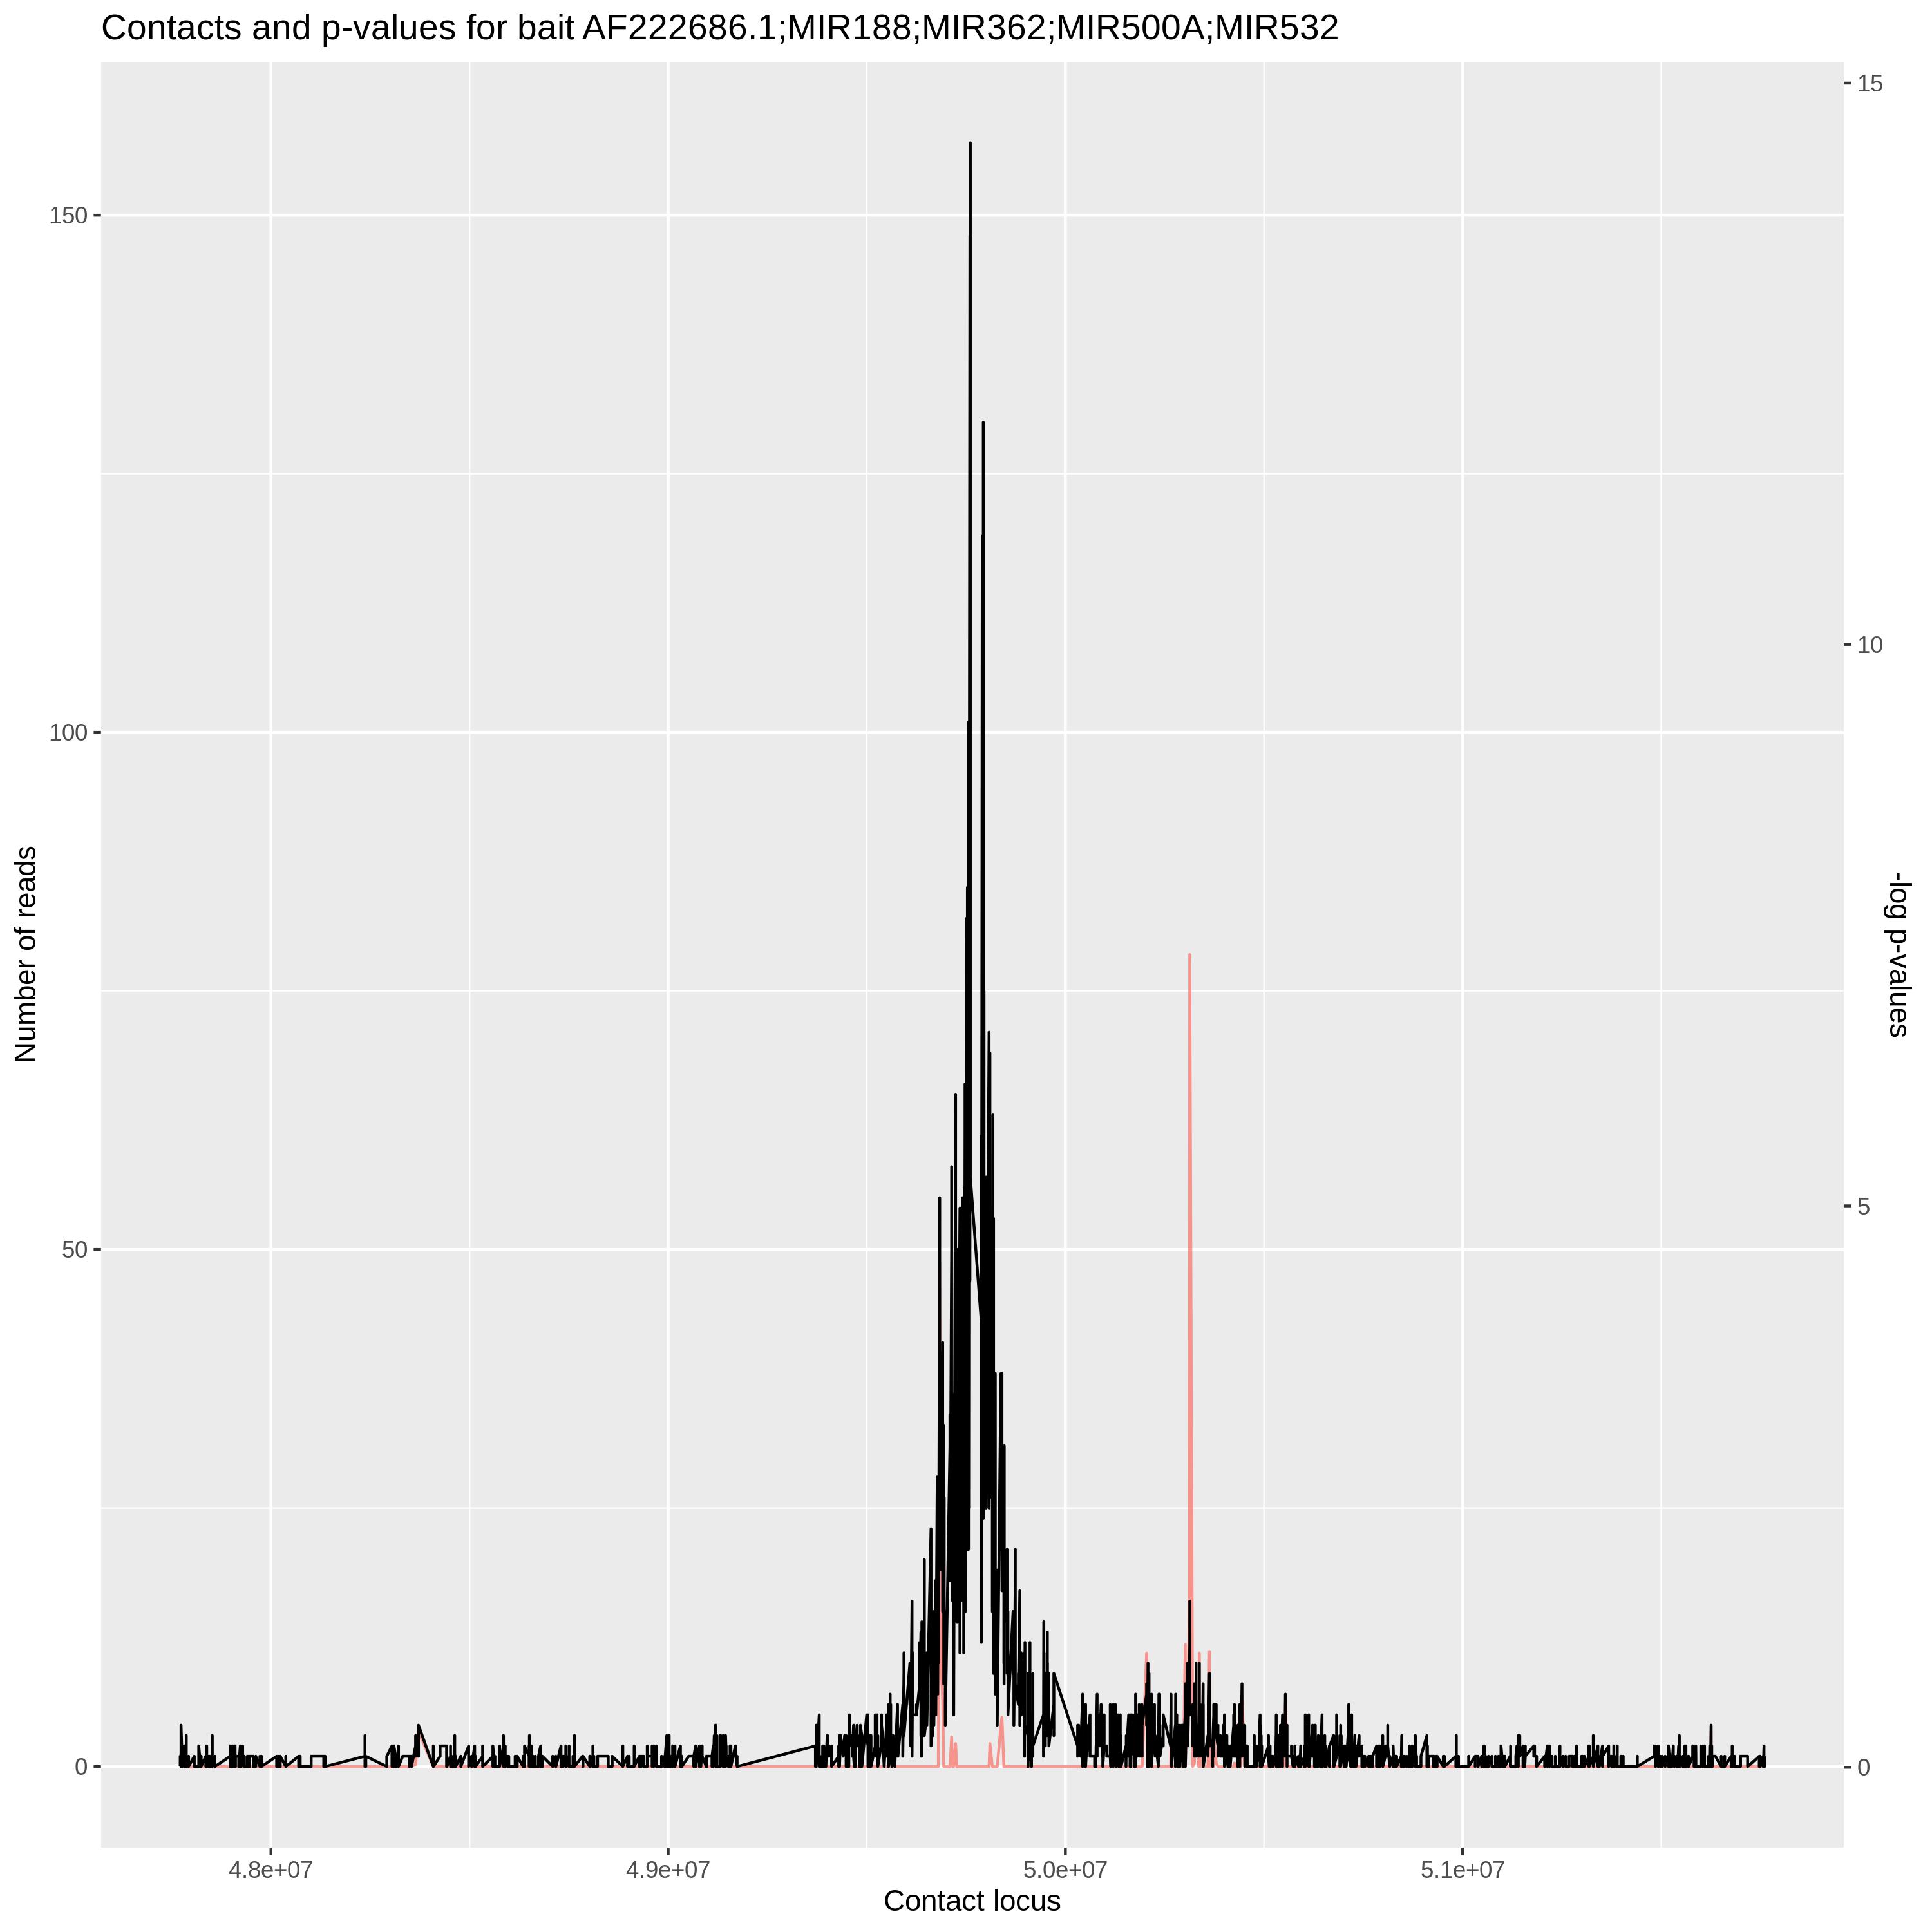 Contacts and p-values for bait AF222686.1;MIR188;MIR362;MIR500A;MIR532
15
150
10
100
Number of reads
-log p-values
5
50
0
0
4.8e+07
4.9e+07
5.0e+07
5.1e+07
Contact locus